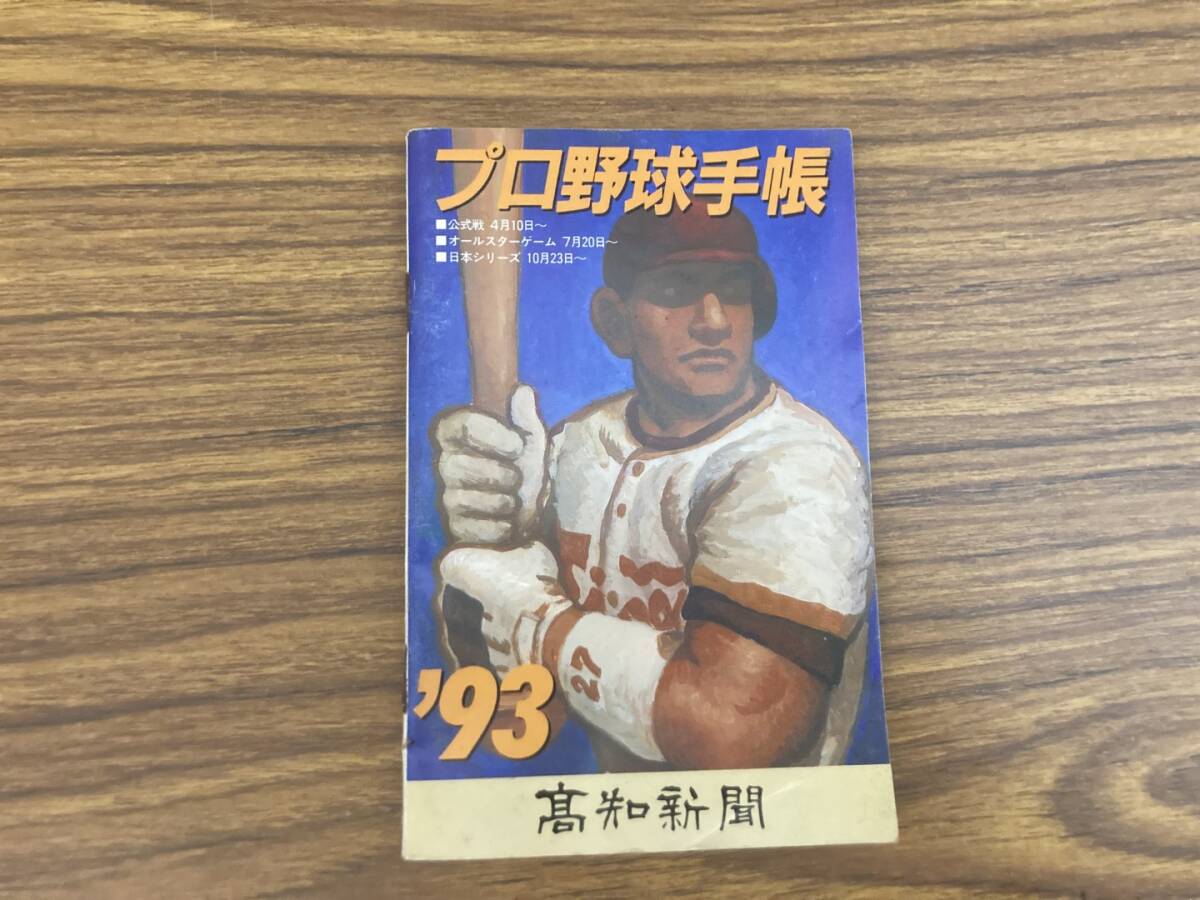 プロ野球手帳
■公式戦 4月10日〜
■オールスターゲーム 7月20日〜
■日本シリーズ 10月23日〜
27
'93
髙知新聞